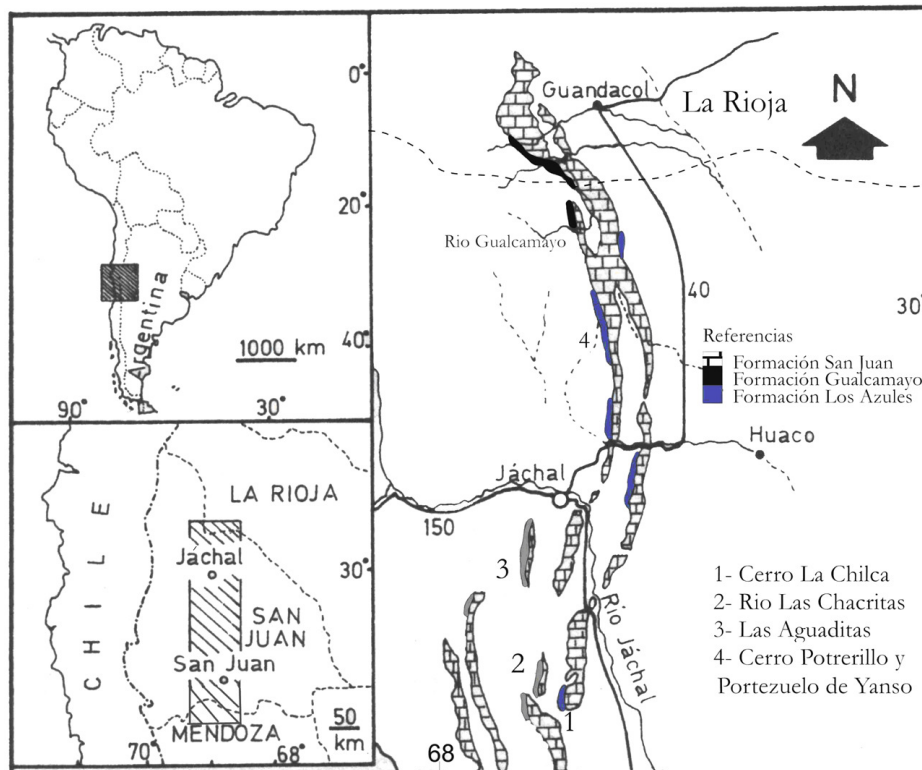 0°
20°
40°
90°
30°
Argentina
1000 km
CHILE
LA RIOJA
Jáchal
30°
SAN
JUAN
San Juan
MENDOZA
50
km
70°
68°
Guandacol
La Rioja
N
Rio Gualcamayo
40
30°
4
Referencias
Formación San Juan
Formación Gualcamayo
Formación Los Azules
Huaco
Jáchal
150
3
Río Jáchal
2
1
68
1- Cerro La Chilca
2- Rio Las Chacritas
3- Las Aguaditas
4- Cerro Potrerillo y
Portezuelo de Yanso